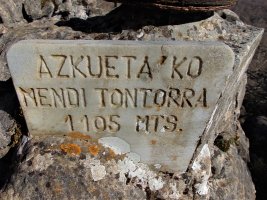 AZKUETA'KO
MENDI TONTORRA
1105 MTS.